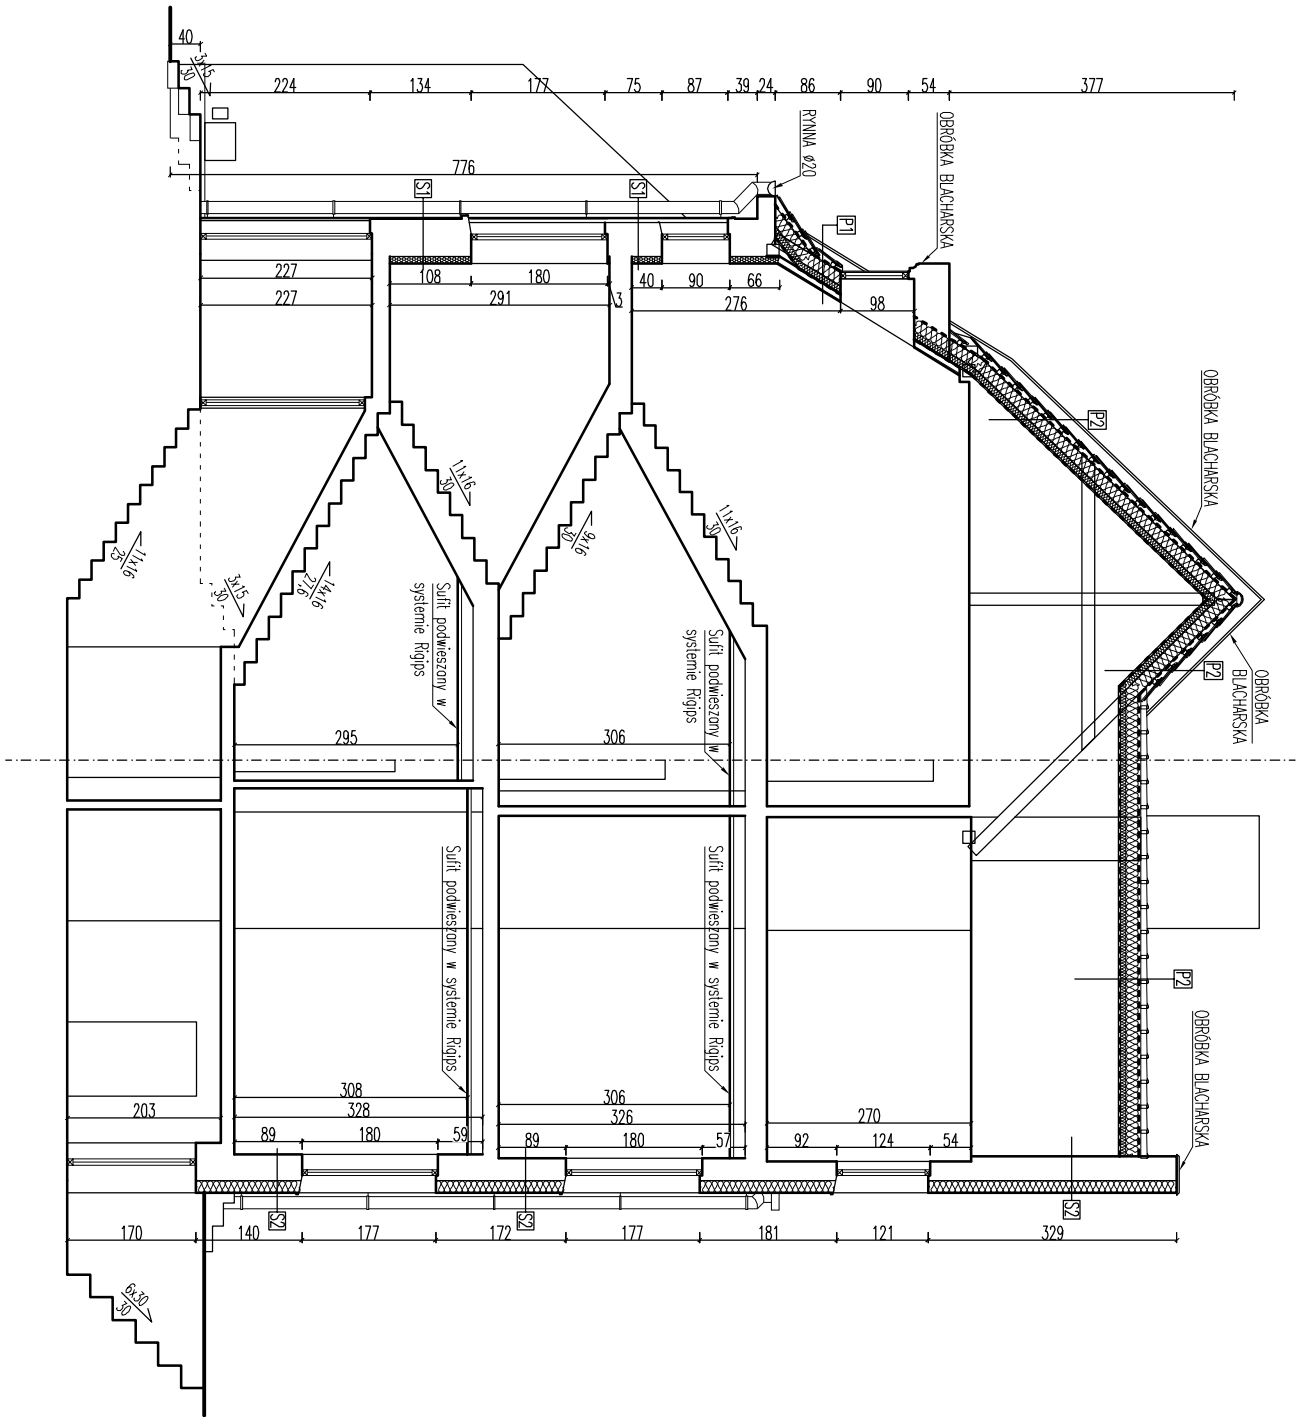 40
3x15
30
224
134
177
75
87
39
24
86
90
54
377
RYNNA ø20
OBRÓBKA BLACHARSKA
776
S1
S1
P1
227
227
108
180
291
3
40
90
66
276
98
OBRÓBKA BLACHARSKA
P2
11x16
30
11x16
30
9x16
30
11x16
25
3x15
30
14x16
27,6
Sufit podwieszany w
systemie Rigips
Sufit podwieszany w
systemie Rigips
P2
OBRÓBKA
BLACHARSKA
295
306
Sufit podwieszany w systemie Rigips
Sufit podwieszany w systemie Rigips
P2
OBRÓBKA BLACHARSKA
203
308
328
89
180
59
306
326
89
180
57
270
92
124
54
S2
S2
S2
170
140
177
172
177
181
121
329
6x30
30